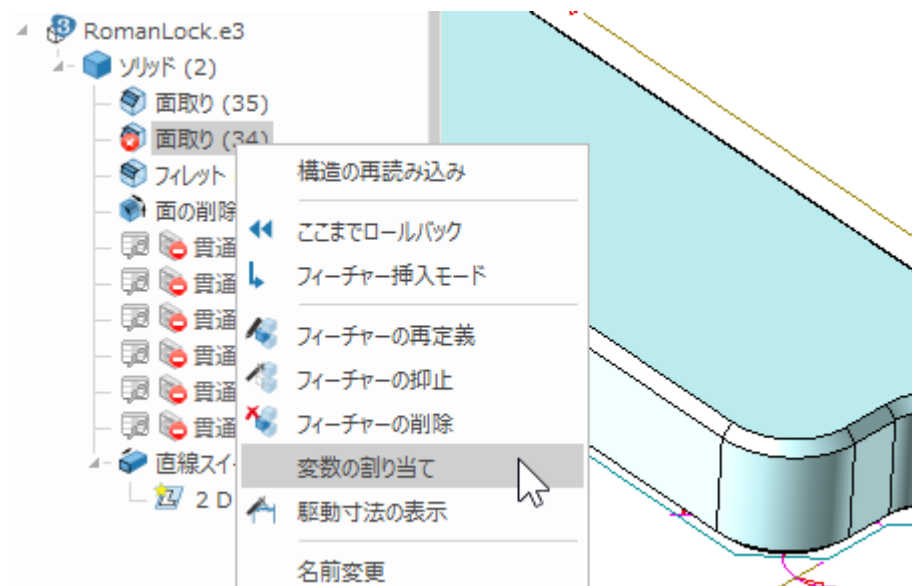 RomanLock.e3
ソリッド (2)
面取り (35)
面取り (34)
フィレット
面の削除
貫通
貫通
貫通
貫通
貫通
貫通
直線スイ
2 D
構造の再読み込み
ここまでロールバック
フィーチャー挿入モード
フィーチャーの再定義
フィーチャーの抑止
フィーチャーの削除
変数の割り当て
駆動寸法の表示
名前変更